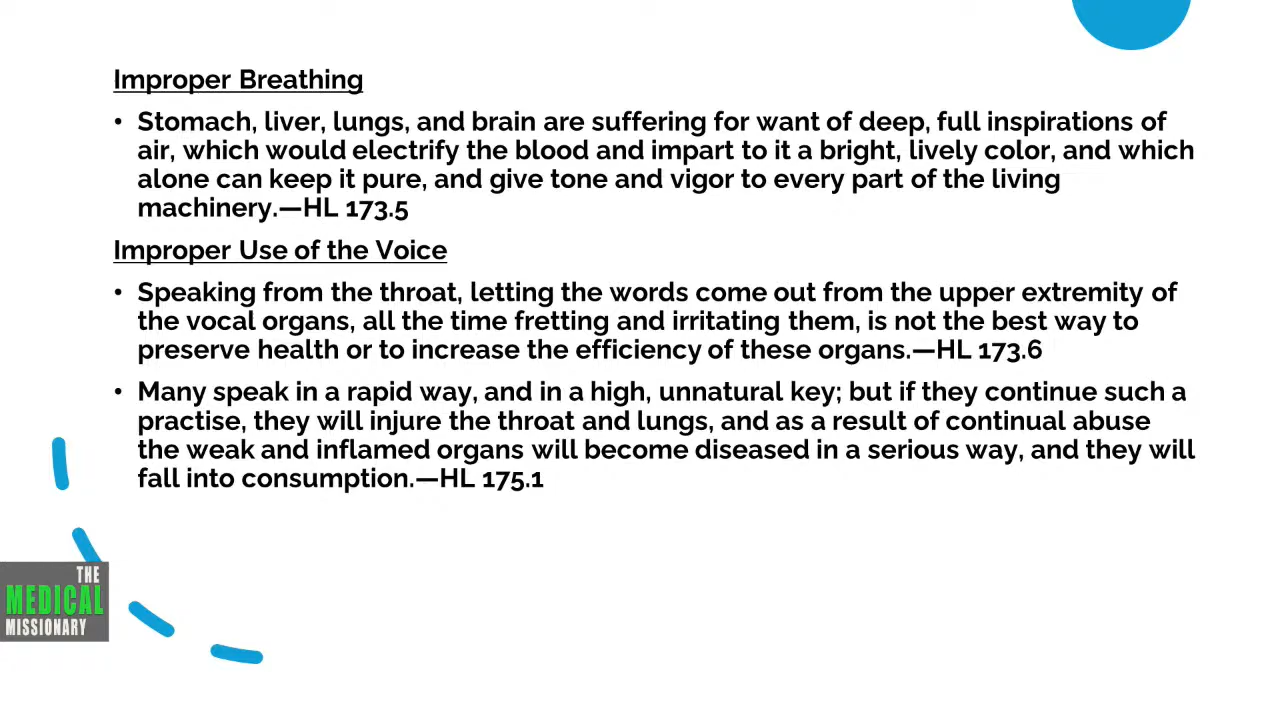 Improper Breathing
• Stomach, liver, lungs, and brain are suffering for want of deep, full inspirations of
air, which would electrify the blood and impart to it a bright, lively color, and which
alone can keep it pure, and give tone and vigor to every part of the living
machinery.—HL 173.5
Improper Use of the Voice
• Speaking from the throat, letting the words come out from the upper extremity of
the vocal organs, all the time fretting and irritating them, is not the best way to
preserve health or to increase the efficiency of these organs.—HL 173.6
• Many speak in a rapid way, and in a high, unnatural key; but if they continue such a
practise, they will injure the throat and lungs, and as a result of continual abuse
the weak and inflamed organs will become diseased in a serious way, and they will
fall into consumption.—HL 175.1
THE
MEDICAL
MISSIONARY